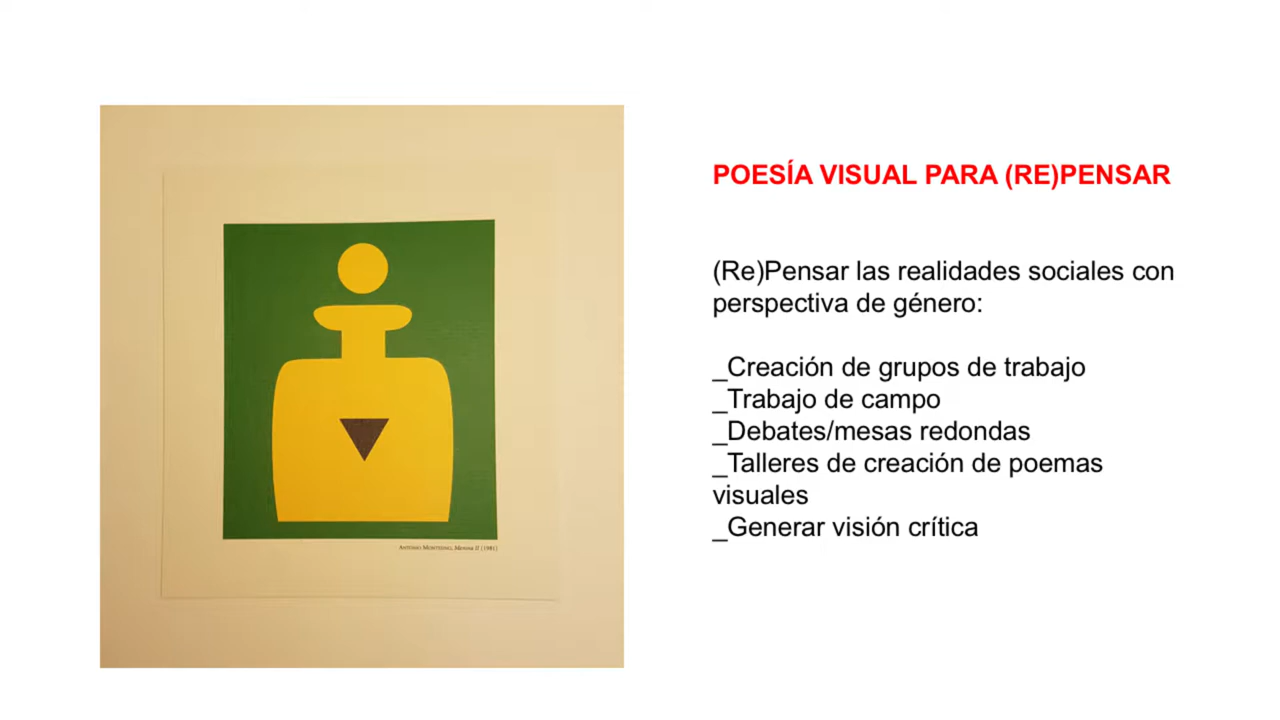 POESÍA VISUAL PARA (RE)PENSAR
(Re)Pensar las realidades sociales con
perspectiva de género:
_Creación de grupos de trabajo
_Trabajo de campo
_Debates/mesas redondas
_Talleres de creación de poemas
visuales
_Generar visión crítica
(1981)